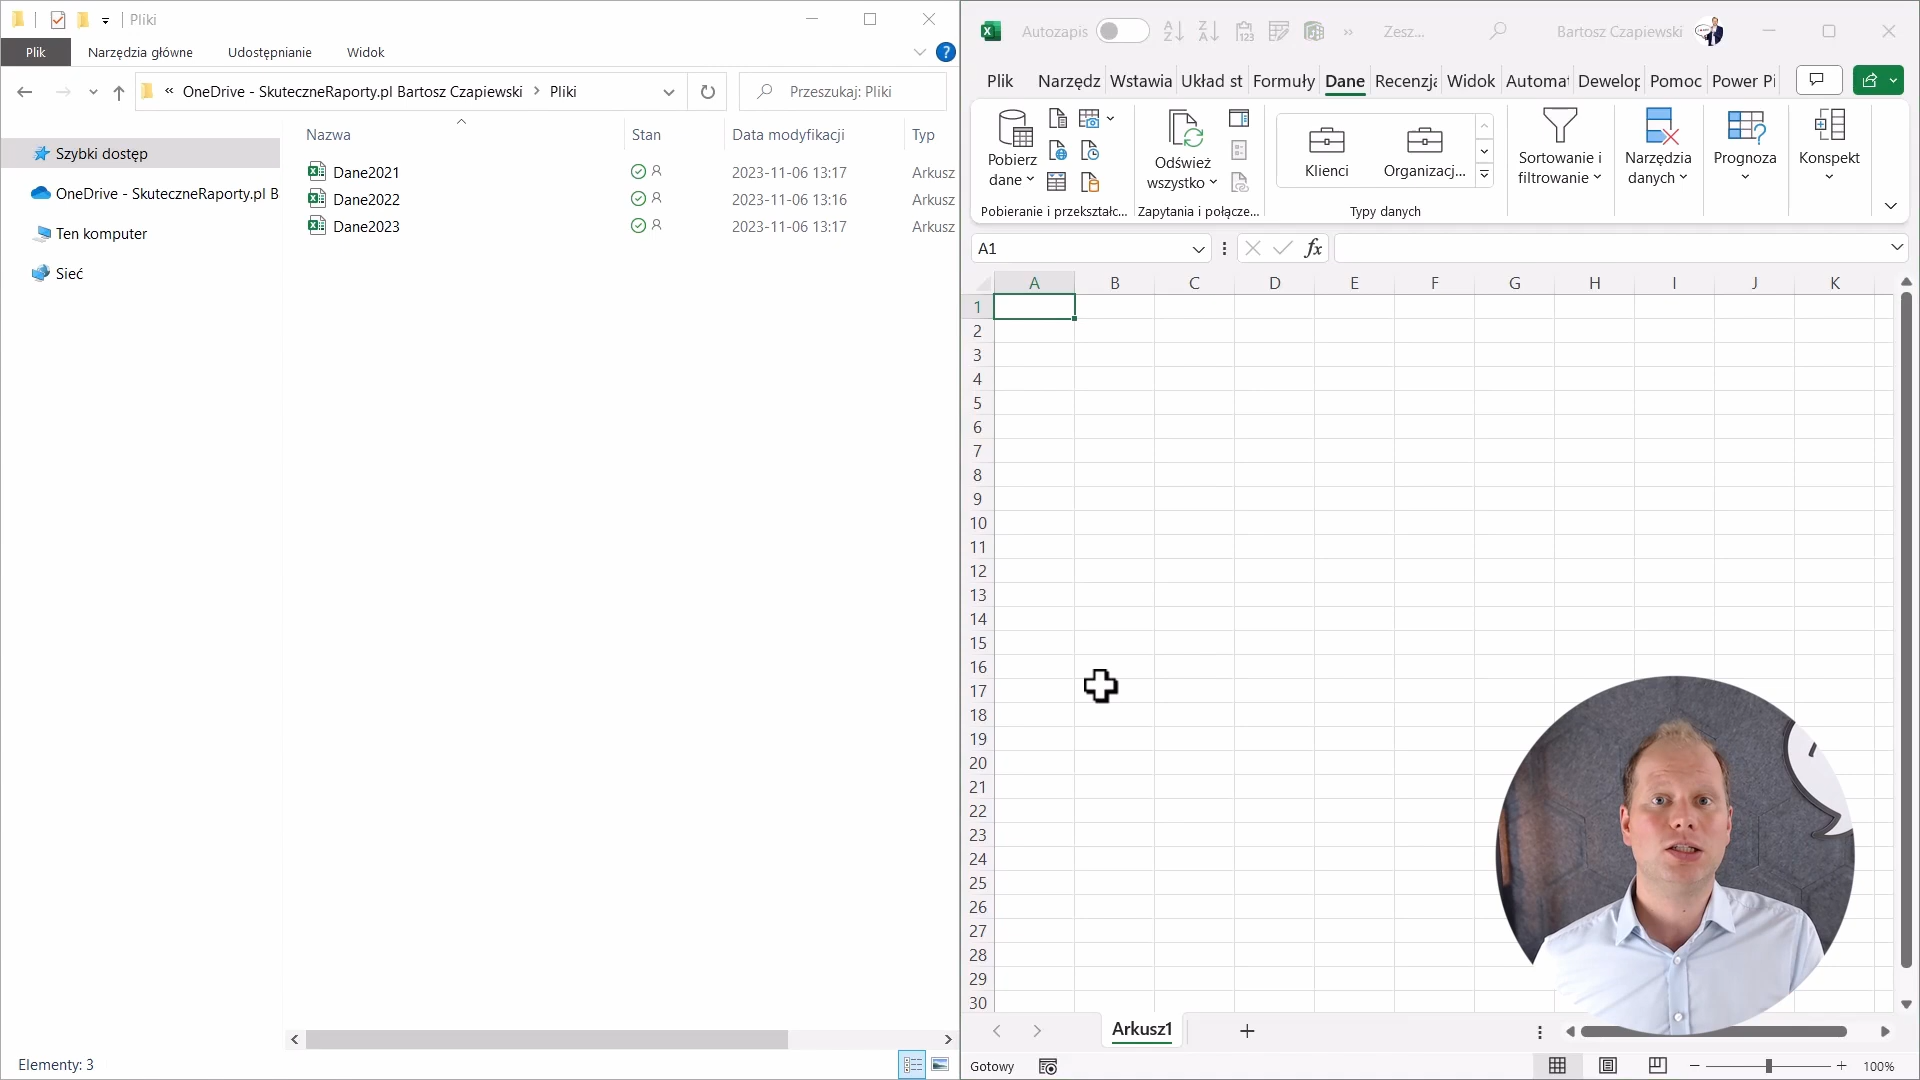 Pliki
Plik
Narzędzia główne
Udostępnianie
Widok
?
« OneDrive - SkuteczneRaporty.pl Bartosz Czapiewski > Pliki
Przeszukaj: Pliki
Nazwa
Stan
Data modyfikacji
Typ
Szybki dostęp
OneDrive - SkuteczneRaporty.pl B
Ten komputer
Sieć
Dane2021
2023-11-06 13:17
Arkusz
Dane2022
2023-11-06 13:16
Arkusz
Dane2023
2023-11-06 13:17
Arkusz
Elementy: 3
Autozapis
Zesz...
Bartosz Czapiewski
Plik
Narzędz
Wstawia
Układ st
Formuły
Dane
Recenzja
Widok
Automat
Develop
Pomoc
Power Pi
Pobierz
dane
Odśwież
wszystko
Klienci
Organizacj...
Sortowanie i
filtrowanie
Narzędzia
danych
Prognoza
Konspekt
Pobieranie i przekształc...
Zapytania i połącze...
Typy danych
A1
fx
A B C D E F G H I J K
1
2
3
4
5
6
7
8
9
10
11
12
13
14
15
16
17
18
19
20
21
22
23
24
25
26
27
28
29
30
Arkusz1
Gotowy
100%